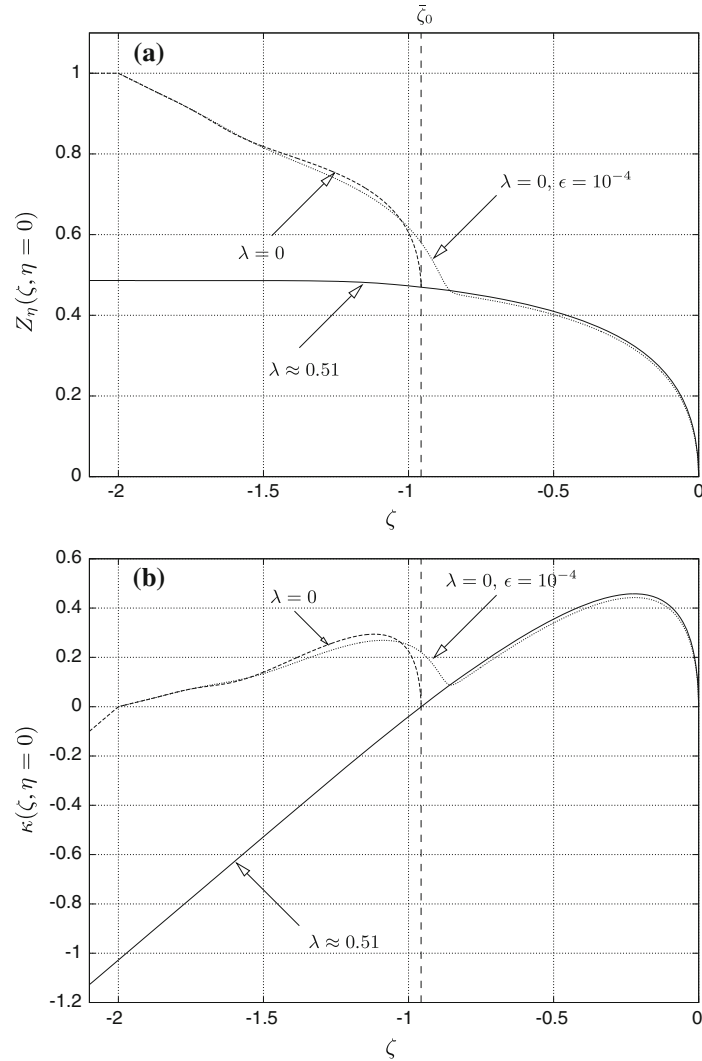 ζ̄₀
(a)
1
0.8
0.6
0.4
0.2
0
Z_η(ζ, η = 0)
λ = 0, ϵ = 10⁻⁴
λ = 0
λ ≈ 0.51
-2
-1.5
-1
-0.5
0
ζ
(b)
0.6
0.4
0.2
0
-0.2
-0.4
-0.6
-0.8
-1
-1.2
κ(ζ, η = 0)
λ = 0
λ = 0, ϵ = 10⁻⁴
λ ≈ 0.51
-2
-1.5
-1
-0.5
0
ζ